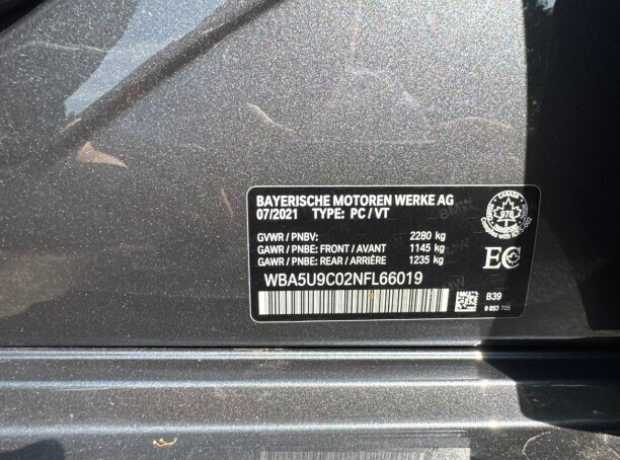 BAYERISCHE MOTOREN WERKE AG
07/2021 TYPE: PC / VT
GVWR / PNBV: 2280 kg
GAWR / PNBE: FRONT / AVANT 1145 kg
GAWR / PNBE: REAR / ARRIÈRE 1235 kg
EC
WBA5U9C02NFL66019
B39